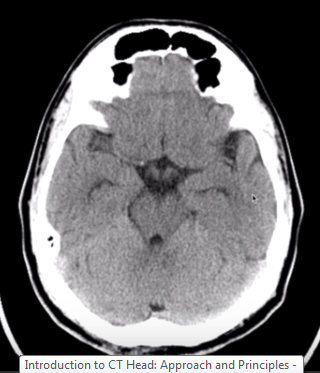 Introduction to CT Head: Approach and Principles -